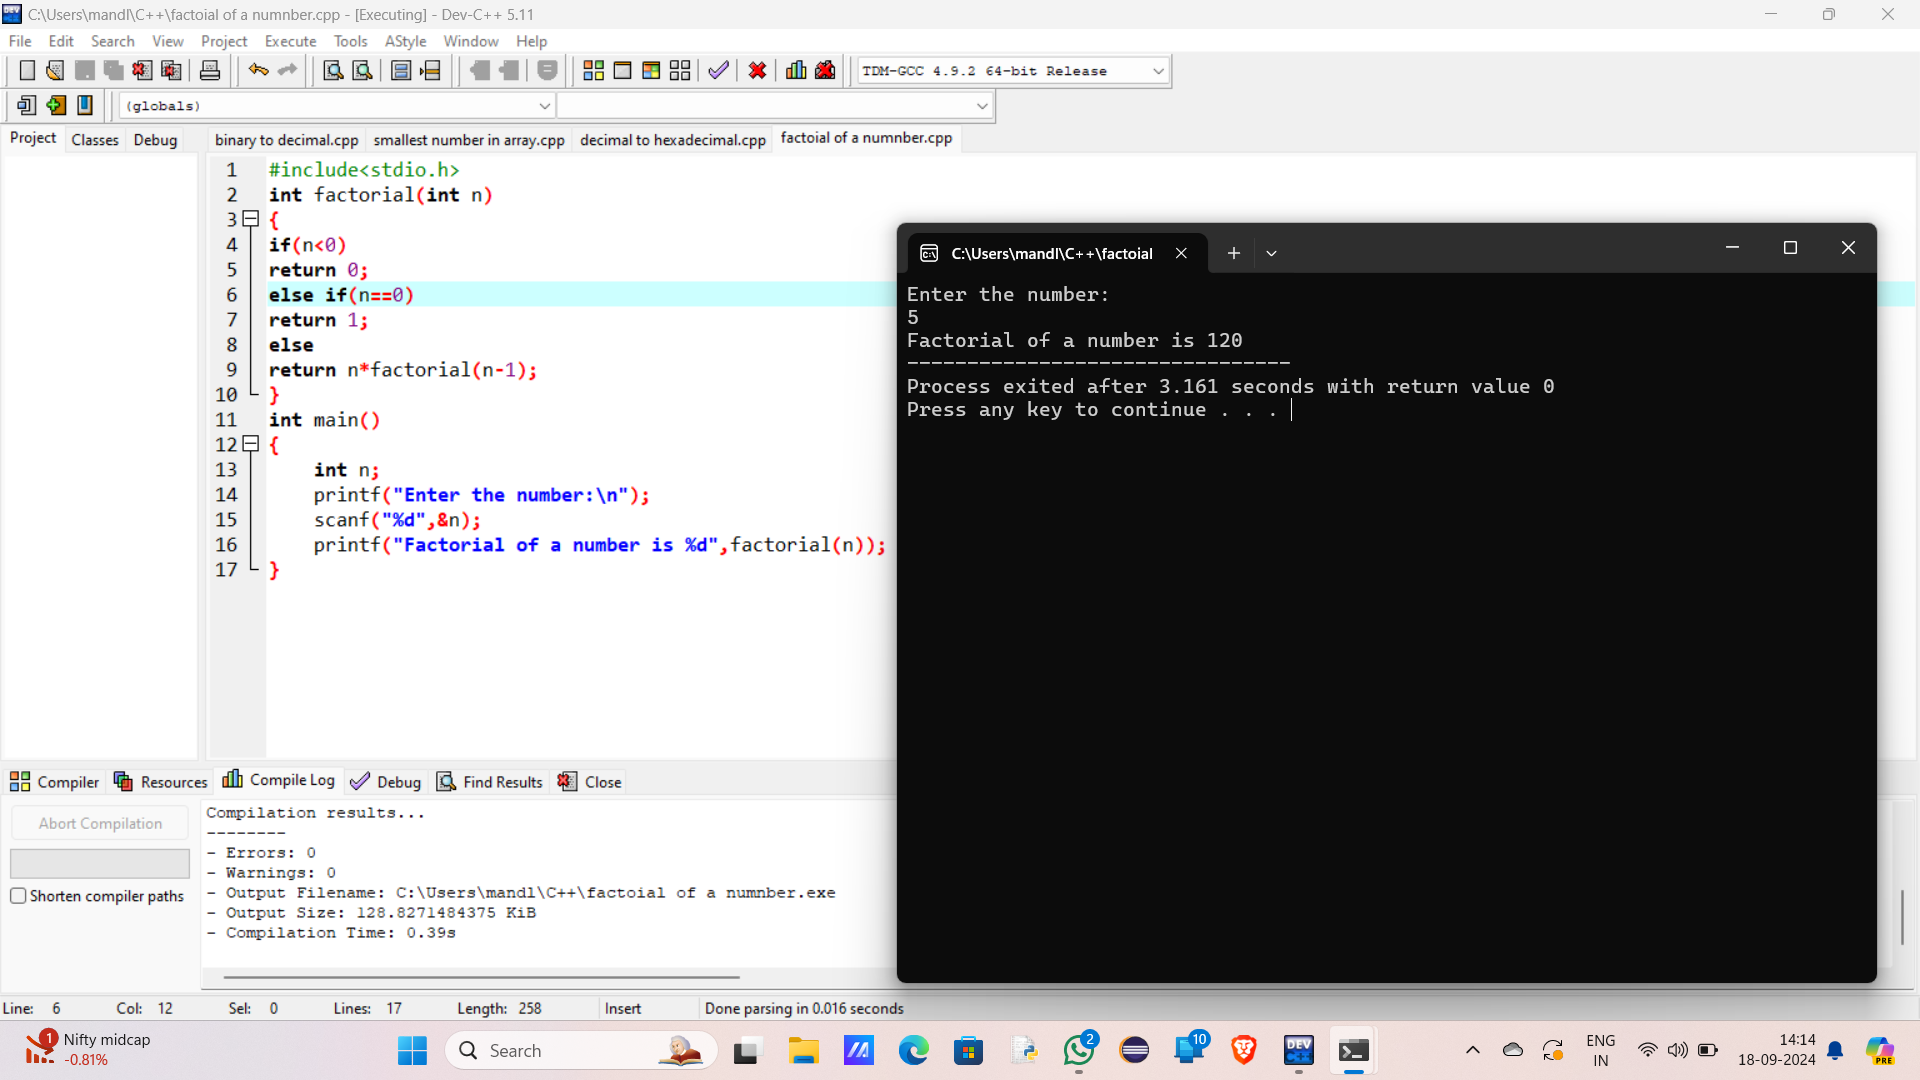 C:\Users\mandl\C++\factoial of a numnber.cpp - [Executing] - Dev-C++ 5.11
File Edit Search View Project Execute Tools AStyle Window Help
TDM-GCC 4.9.2 64-bit Release
(globals)
Project Classes Debug
binary to decimal.cpp smallest number in array.cpp decimal to hexadecimal.cpp factoial of a numnber.cpp
1 #include<stdio.h>
2 int factorial(int n)
3 {
4 if(n<0)
5 return 0;
6 else if(n==0)
7 return 1;
8 else
9 return n*factorial(n-1);
10 }
11 int main()
12 {
13 int n;
14 printf("Enter the number:\n");
15 scanf("%d",&n);
16 printf("Factorial of a number is %d",factorial(n));
17 }
C:\Users\mandl\C++\factoial
Enter the number:
5
Factorial of a number is 120
--------------------------------
Process exited after 3.161 seconds with return value 0
Press any key to continue . . .
Compiler Resources Compile Log Debug Find Results Close
Abort Compilation
Shorten compiler paths
Compilation results...
--------
- Errors: 0
- Warnings: 0
- Output Filename: C:\Users\mandl\C++\factoial of a numnber.exe
- Output Size: 128.8271484375 KiB
- Compilation Time: 0.39s
Line: 6 Col: 12 Sel: 0 Lines: 17 Length: 258 Insert Done parsing in 0.016 seconds
1
Nifty midcap
-0.81%
Search
2
10
DEV
C++
ENG
IN
14:14
18-09-2024
PRE